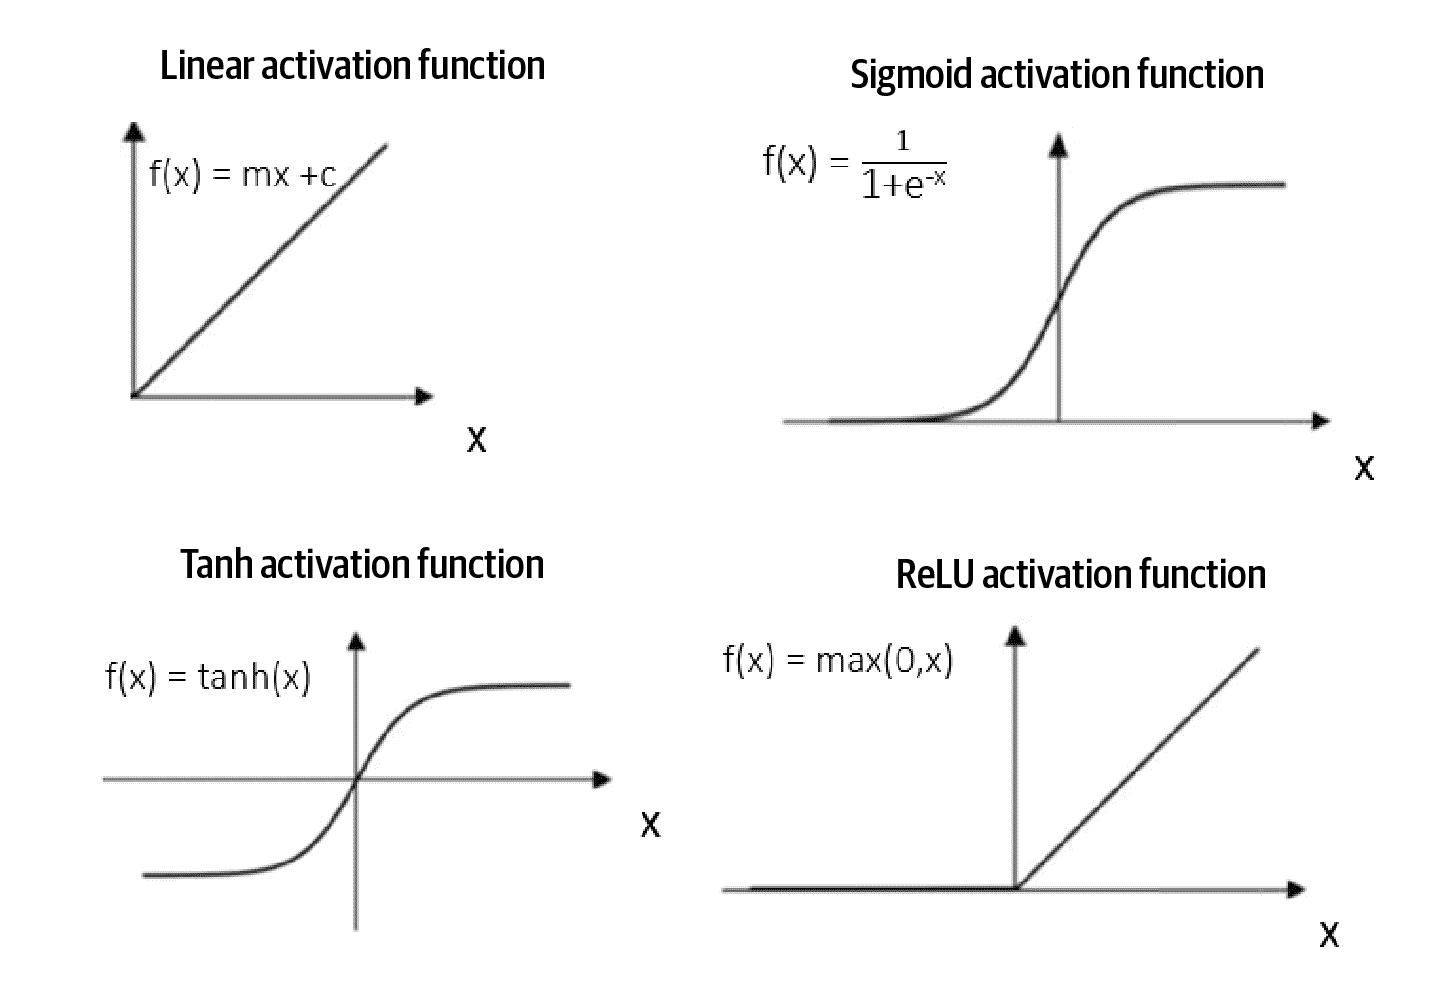 Linear activation function
f(x) = mx +c
x
Sigmoid activation function
f(x) = 1
1+e-x
x
Tanh activation function
f(x) = tanh(x)
x
ReLU activation function
f(x) = max(0,x)
x